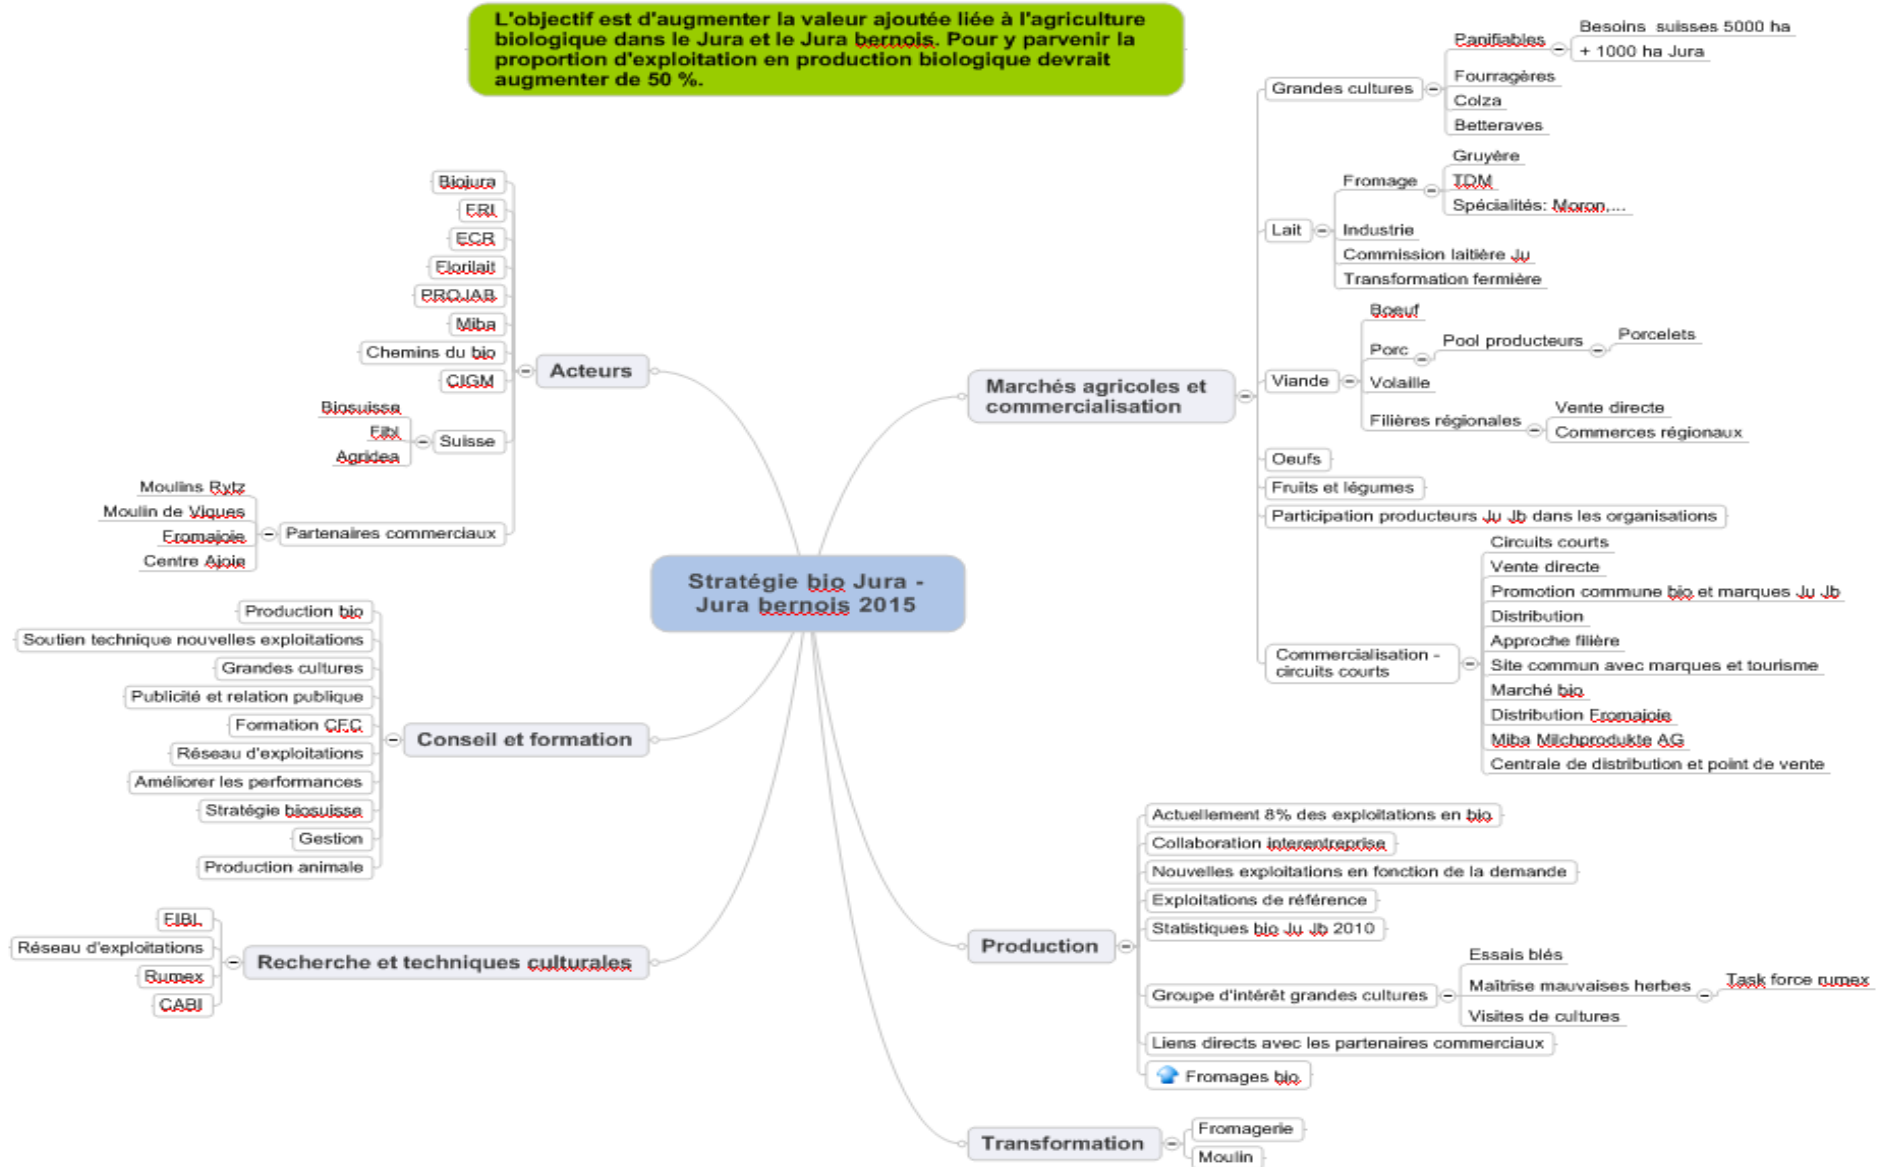 L'objectif est d'augmenter la valeur ajoutée liée à l'agriculture
biologique dans le Jura et le Jura bernois. Pour y parvenir la
proportion d'exploitation en production biologique devrait
augmenter de 50 %.
Stratégie bio Jura -
Jura bernois 2015
Acteurs
Biojura
FRI
ECR
Florilait
PROJAB
Miba
Chemins du bio
CIGM
Suisse
Biosuisse
Fibl
Agridea
Partenaires commerciaux
Moulins Rytz
Moulin de Viques
Fromajoie
Centre Ajoie
Conseil et formation
Production bio
Soutien technique nouvelles exploitations
Grandes cultures
Publicité et relation publique
Formation CFC
Réseau d'exploitations
Améliorer les performances
Stratégie biosuisse
Gestion
Production animale
Recherche et techniques culturales
FIBL
Réseau d'exploitations
Rumex
CABI
Marchés agricoles et
commercialisation
Grandes cultures
Panifiables
Besoins suisses 5000 ha
+ 1000 ha Jura
Fourragères
Colza
Betteraves
Lait
Fromage
Gruyère
TDM
Spécialités: Moron,...
Industrie
Commission laitière Ju
Transformation fermière
Viande
Boeuf
Porc
Pool producteurs
Porcelets
Volaille
Filières régionales
Vente directe
Commerces régionaux
Oeufs
Fruits et légumes
Participation producteurs Ju Jb dans les organisations
Commercialisation -
circuits courts
Circuits courts
Vente directe
Promotion commune bio et marques Ju Jb
Distribution
Approche filière
Site commun avec marques et tourisme
Marché bio
Distribution Fromajoie
Miba Milchprodukte AG
Centrale de distribution et point de vente
Production
Actuellement 8% des exploitations en bio
Collaboration interentreprise
Nouvelles exploitations en fonction de la demande
Exploitations de référence
Statistiques bio Ju Jb 2010
Groupe d'intérêt grandes cultures
Essais blés
Maîtrise mauvaises herbes
Task force rumex
Visites de cultures
Liens directs avec les partenaires commerciaux
Fromages bio
Transformation
Fromagerie
Moulin